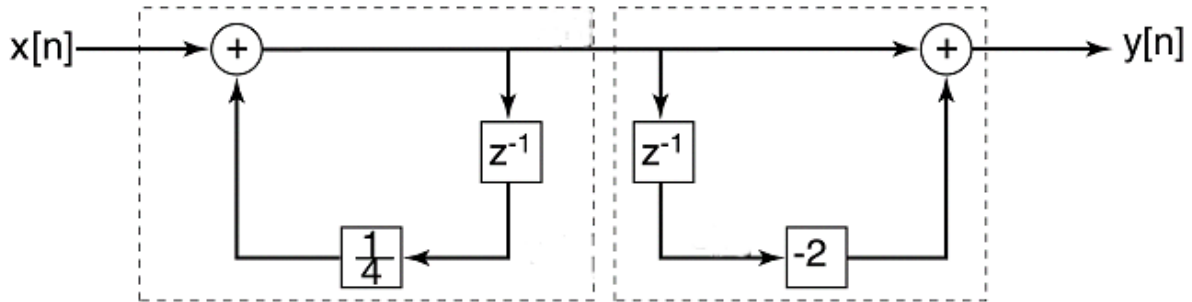 x[n] + + y[n]
z⁻¹ z⁻¹
1/4 -2